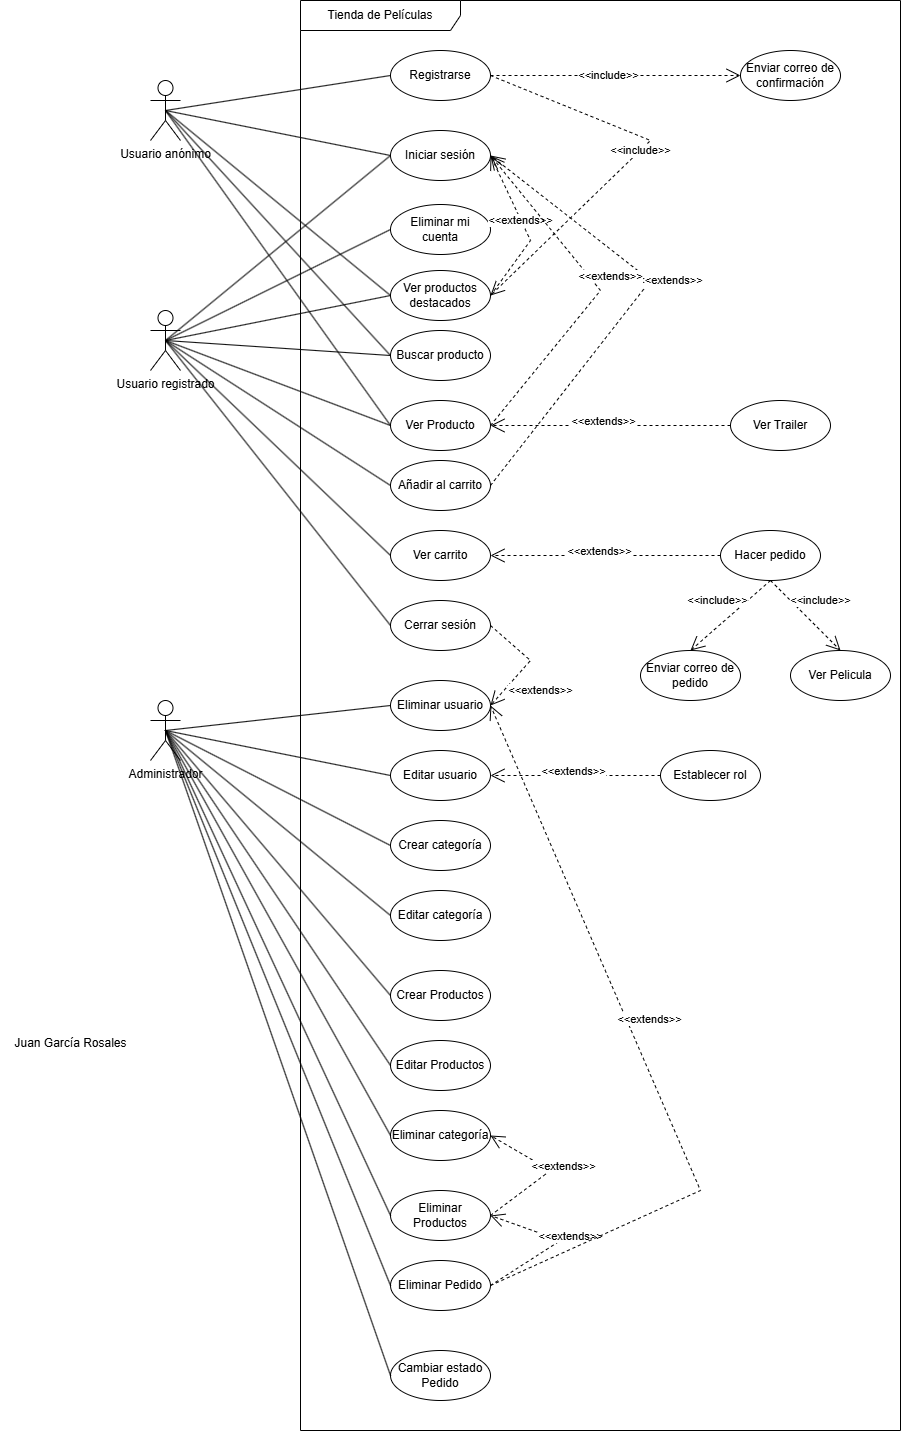 Tienda de Películas
Registrarse
<<include>>
Enviar correo de
confirmación
Usuario anónimo
Iniciar sesión
<<include>>
Eliminar mi
cuenta
<<extends>>
Ver productos
destacados
<<extends>>
<<extends>>
Usuario registrado
Buscar producto
Ver Producto
<<extends>>
Ver Trailer
Añadir al carrito
Ver carrito
<<extends>>
Hacer pedido
<<include>>
<<include>>
Cerrar sesión
Enviar correo de
pedido
Ver Pelicula
<<extends>>
Eliminar usuario
Administrador
Editar usuario
<<extends>>
Establecer rol
Crear categoría
Editar categoría
Crear Productos
<<extends>>
Juan García Rosales
Editar Productos
Eliminar categoría
<<extends>>
Eliminar
Productos
<<extends>>
Eliminar Pedido
Cambiar estado
Pedido